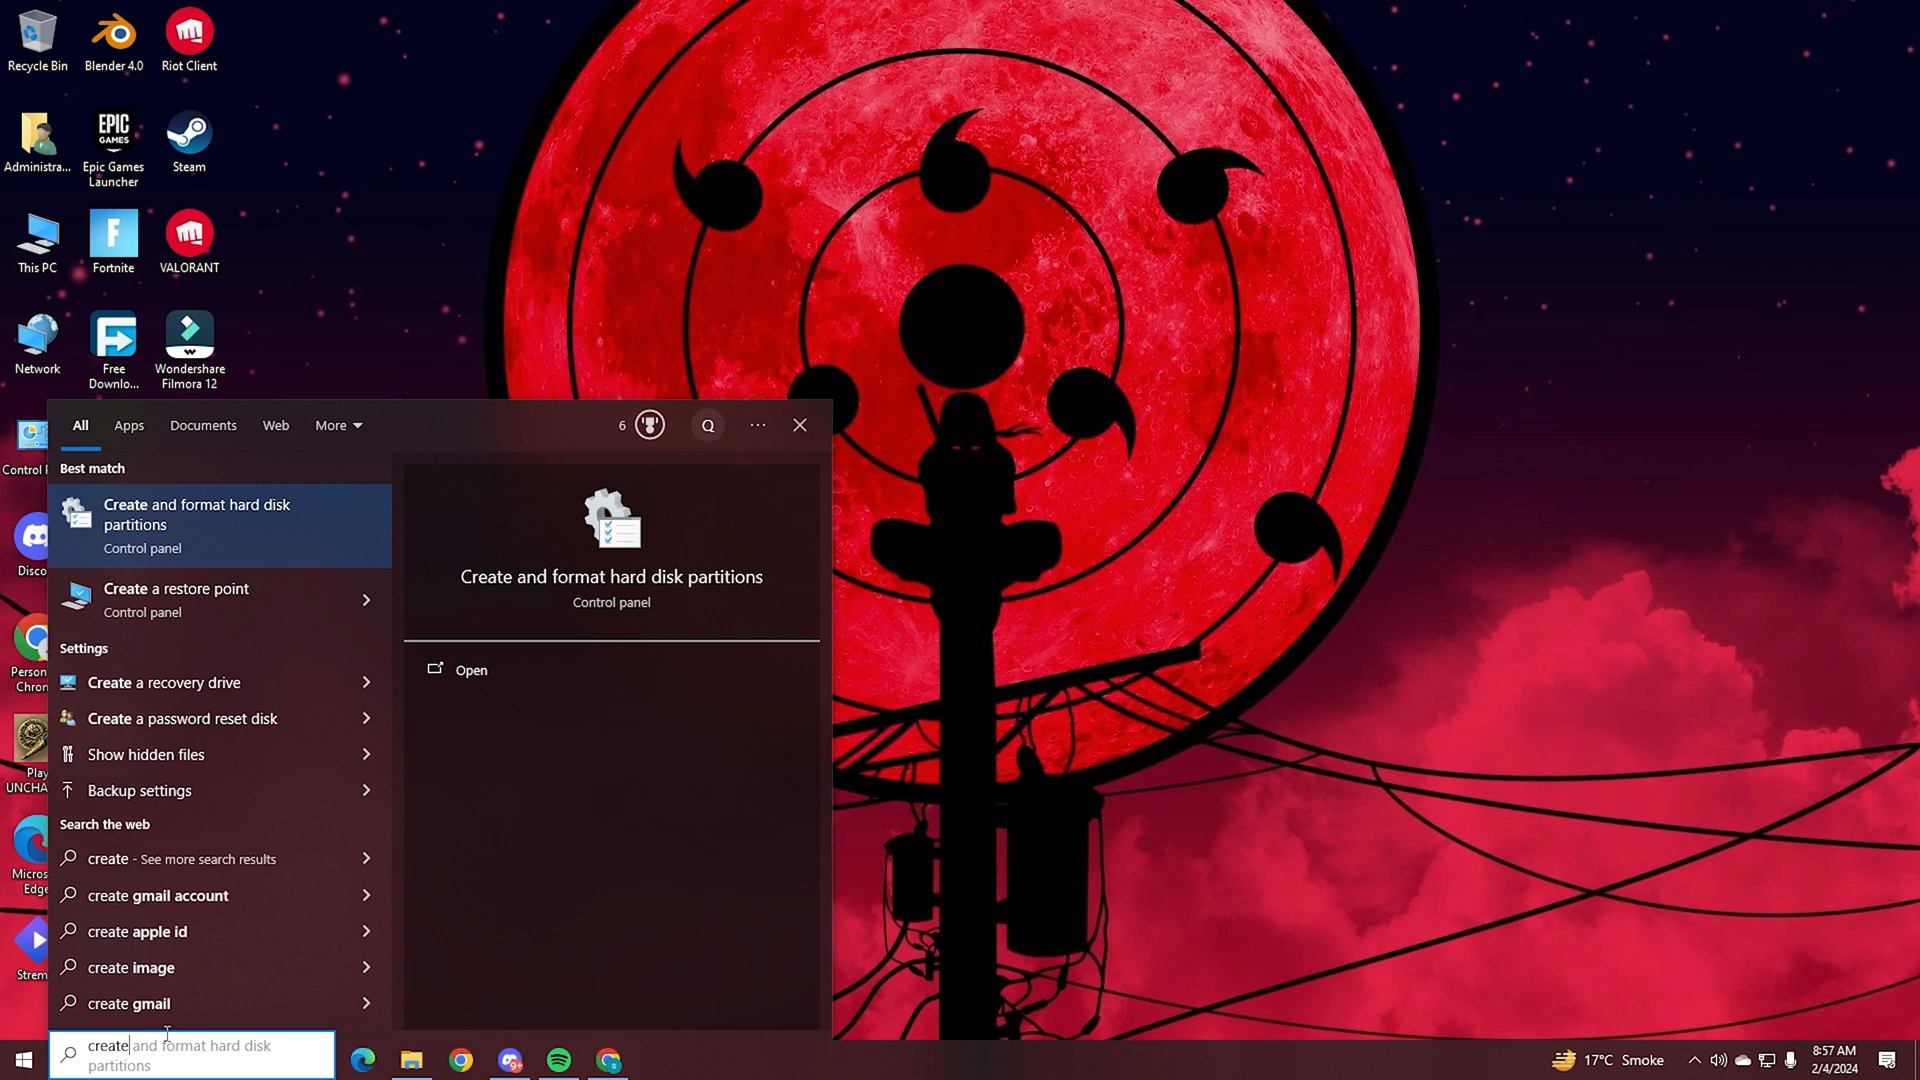 Recycle Bin
Blender 4.0
Riot Client
Administra...
EPIC
GAMES
Epic Games
Launcher
Steam
This PC
F
Fortnite
VALORANT
Network
Free
Downlo...
Wondershare
Filmora 12
Control
Disco
Person
Chron
Play
UNCHA
Micros
Edge
Strem
All
Apps
Documents
Web
More
6
Q
Best match
Create and format hard disk
partitions
Control panel
Create a restore point
Control panel
Settings
Create a recovery drive
Create a password reset disk
Show hidden files
Backup settings
Search the web
create - See more search results
create gmail account
create apple id
create image
create gmail
create and format hard disk
partitions
Create and format hard disk partitions
Control panel
Open
9+
17°C Smoke
8:57 AM
2/4/2024